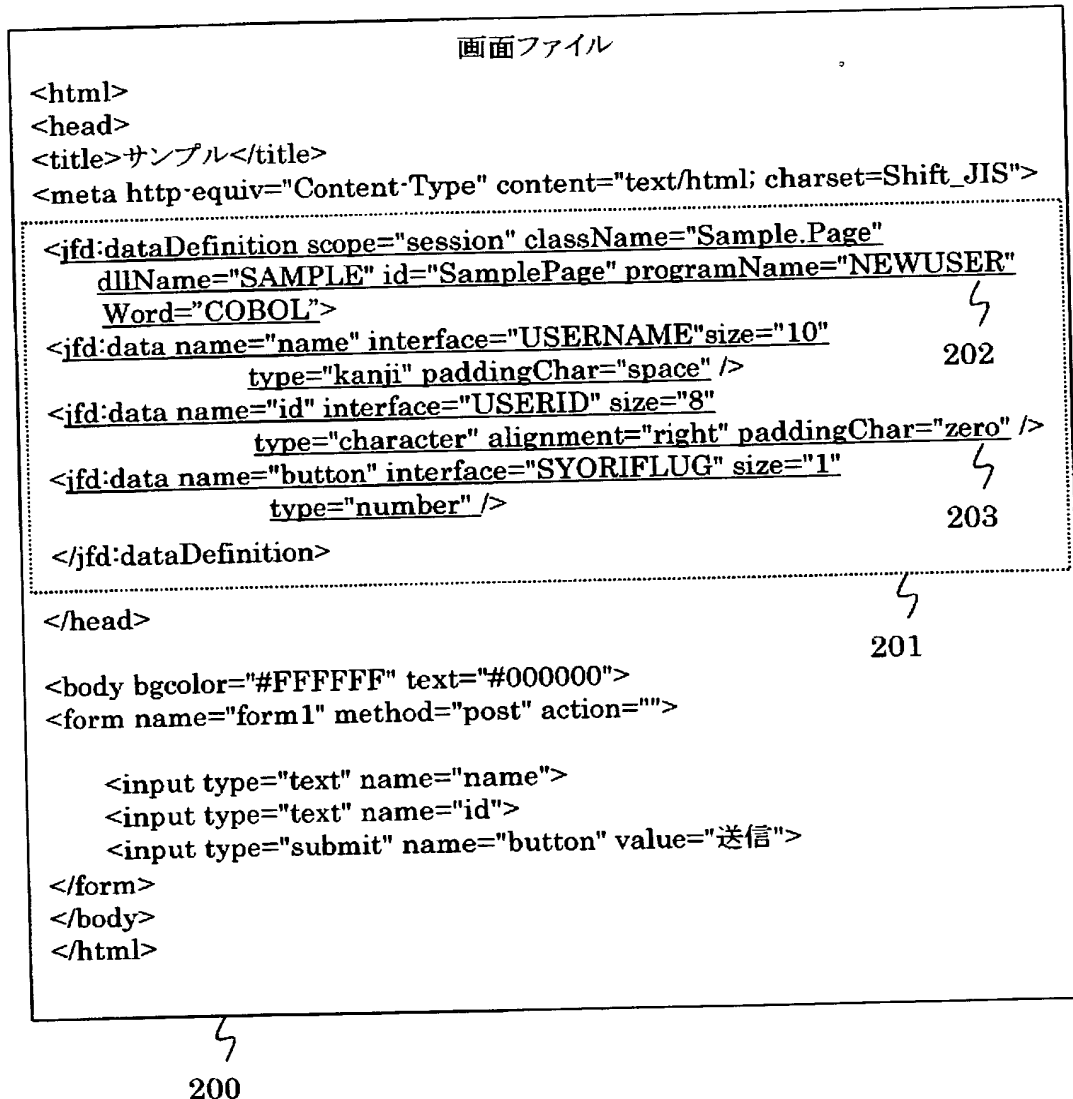 画面ファイル
<html>
<head>
<title>サンプル</title>
<meta http-equiv="Content-Type" content="text/html; charset=Shift_JIS">
<jfd:dataDefinition scope="session" className="Sample.Page"
dllName="SAMPLE" id="SamplePage" programName="NEWUSER"
Word="COBOL">
<jfd:data name="name" interface="USERNAME"size="10"
type="kanji" paddingChar="space" />
202
<jfd:data name="id" interface="USERID" size="8"
type="character" alignment="right" paddingChar="zero" />
<jfd:data name="button" interface="SYORIFLUG" size="1"
type="number" />
203
</jfd:dataDefinition>
</head>
201
<body bgcolor="#FFFFFF" text="#000000">
<form name="form1" method="post" action="">
<input type="text" name="name">
<input type="text" name="id">
<input type="submit" name="button" value="送信">
</form>
</body>
</html>
200